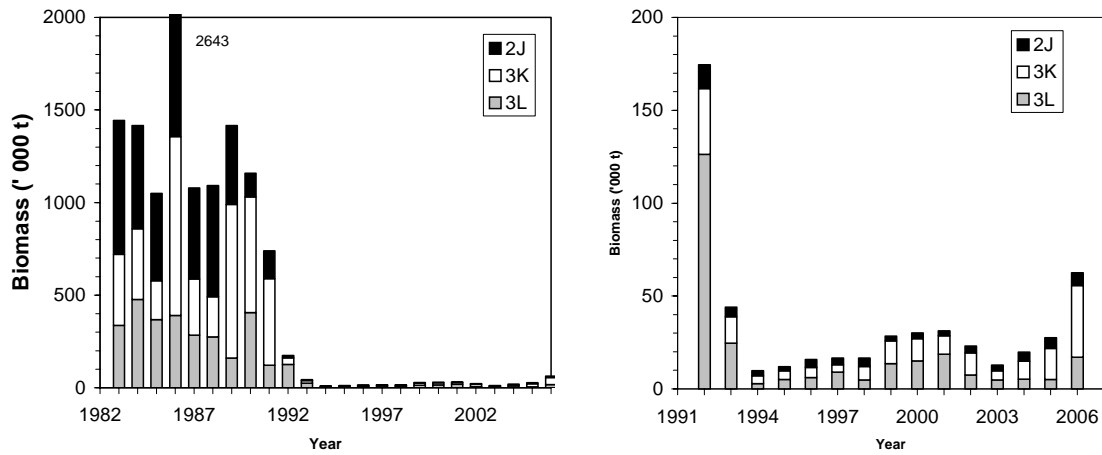 Biomass (' 000 t)
2000
1500
1000
500
0
2643
2J
3K
3L
1982 1987 1992 1997 2002
Year
Biomass ('000 t)
200
150
100
50
0
2J
3K
3L
1991 1994 1997 2000 2003 2006
Year